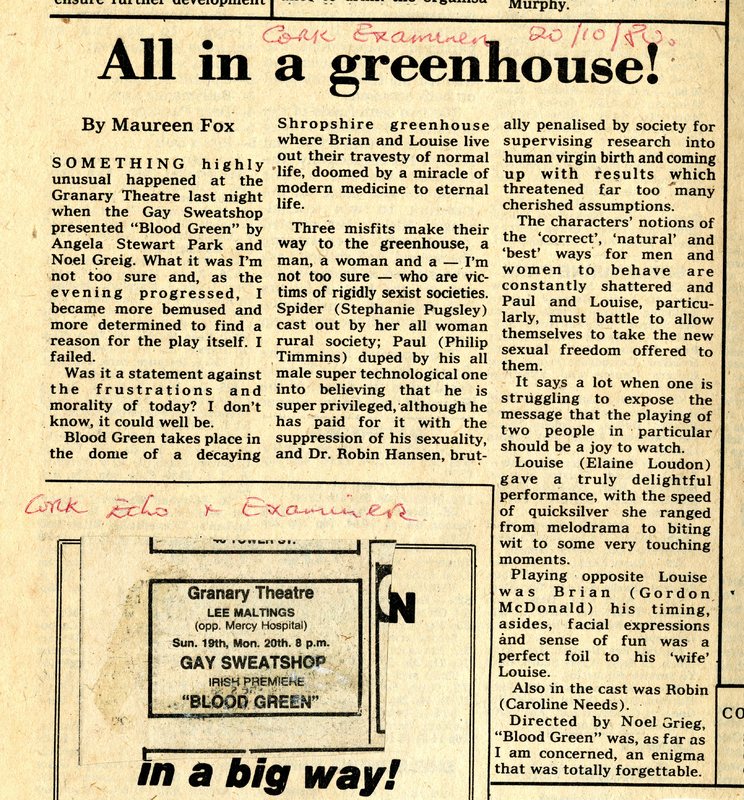 ensure further development
Murphy.
Cork Examiner 20/10/80.
All in a greenhouse!
By Maureen Fox
SOMETHING highly
unusual happened at the
Granary Theatre last night
when the Gay Sweatshop
presented “Blood Green” by
Angela Stewart Park and
Noel Greig. What it was I’m
not too sure and, as the
evening progressed, I
became more bemused and
more determined to find a
reason for the play itself. I
failed.
Was it a statement against
the frustrations and
morality of today? I don’t
know, it could well be.
Blood Green takes place in
the dome of a decaying
Shropshire greenhouse
where Brian and Louise live
out their travesty of normal
life, doomed by a miracle of
modern medicine to eternal
life.
Three misfits make their
way to the greenhouse, a
man, a woman and a — I’m
not too sure — who are vic-
tims of rigidly sexist societies.
Spider (Stephanie Pugsley)
cast out by her all woman
rural society; Paul (Philip
Timmins) duped by his all
male super technological one
into believing that he is
super privileged, although he
has paid for it with the
suppression of his sexuality,
and Dr. Robin Hansen, brut-
ally penalised by society for
supervising research into
human virgin birth and coming
up with results which
threatened far too many
cherished assumptions.
The characters’ notions of
the ‘correct’, ‘natural’ and
‘best’ ways for men and
women to behave are
constantly shattered and
Paul and Louise, particu-
larly, must battle to allow
themselves to take the new
sexual freedom offered to
them.
It says a lot when one is
struggling to expose the
message that the playing of
two people in particular
should be a joy to watch.
Louise (Elaine Loudon)
gave a truly delightful
performance, with the speed
of quicksilver she ranged
from melodrama to biting
wit to some very touching
moments.
Playing opposite Louise
was Brian (Gordon
McDonald) his timing,
asides, facial expressions
and sense of fun was a
perfect foil to his ‘wife’
Louise.
Also in the cast was Robin
(Caroline Needs).
Directed by Noel Grieg,
“Blood Green” was, as far as
I am concerned, an enigma
that was totally forgettable.
Cork Echo + Examiner.
TOWER ST.
Granary Theatre
LEE MALTINGS
(opp. Mercy Hospital)
Sun. 19th, Mon. 20th. 8 p.m.
GAY SWEATSHOP
IRISH PREMIERE
“BLOOD GREEN”
N
in a big way!
CO